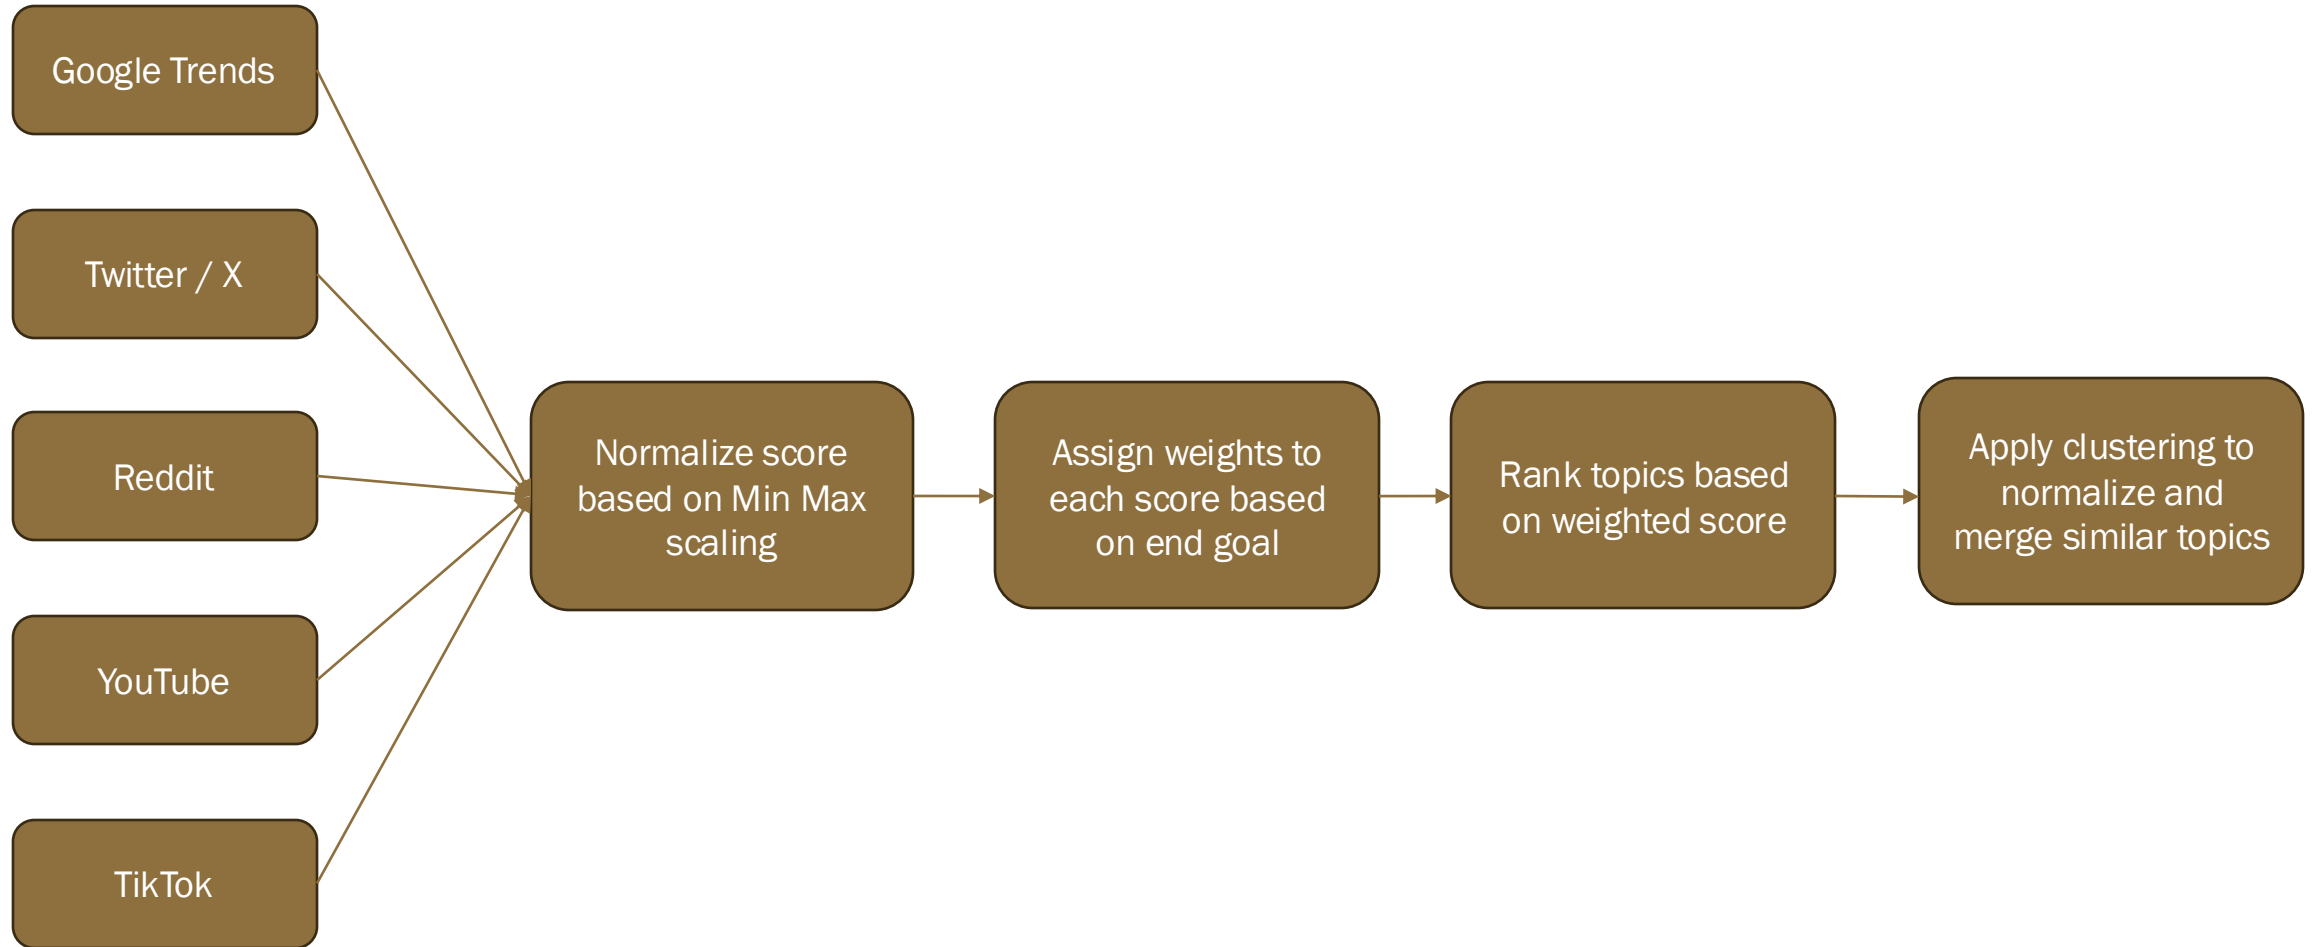 Google Trends
Twitter / X
Reddit
YouTube
TikTok
Normalize score
based on Min Max
scaling
Assign weights to
each score based
on end goal
Rank topics based
on weighted score
Apply clustering to
normalize and
merge similar topics